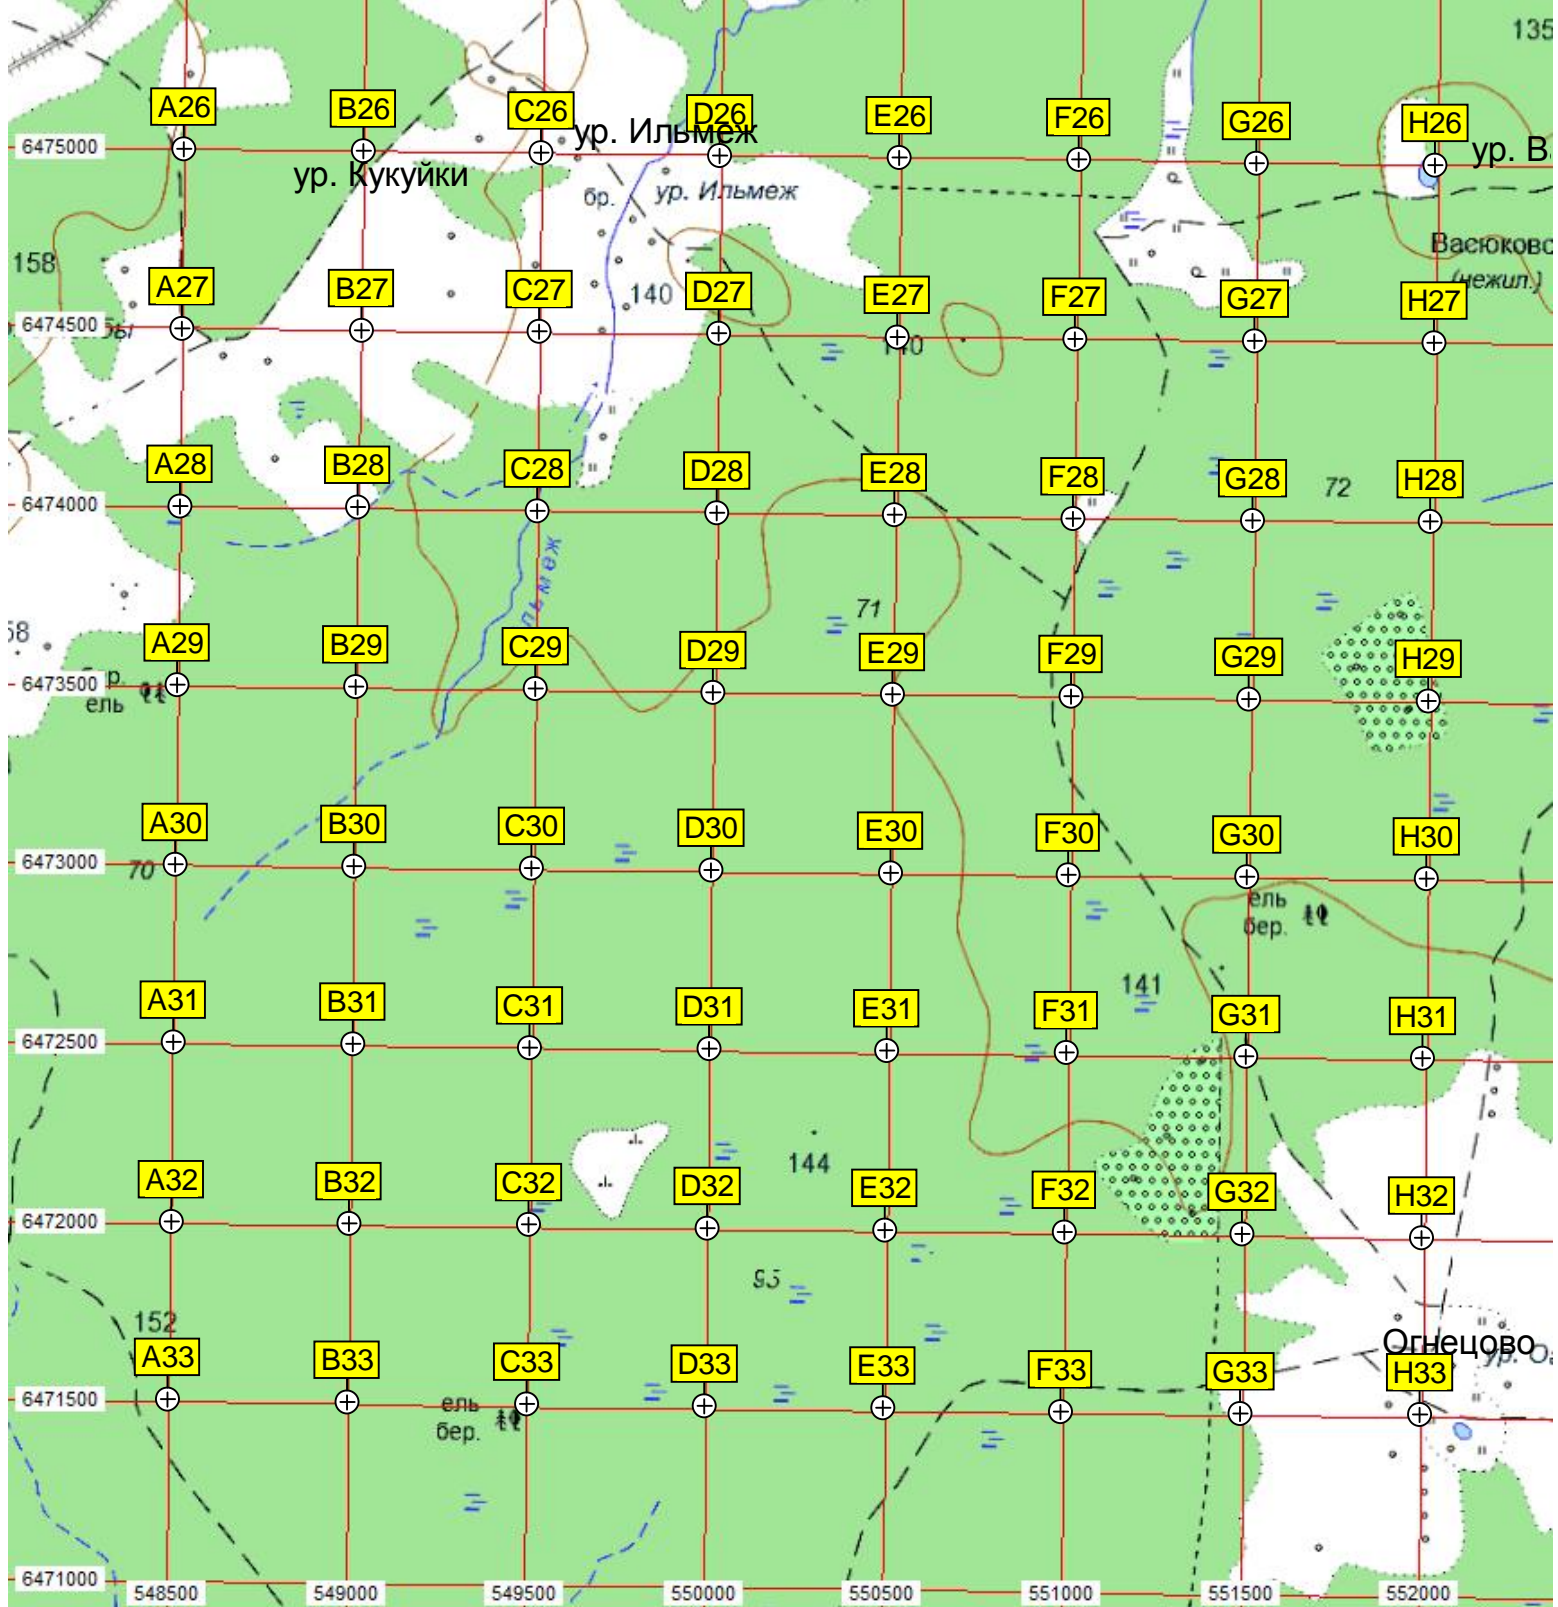 135
A26 B26 C26 D26 E26 F26 G26 H26
ур. Ильмеж
6475000
ур. В
ур. Кукуйки
бр. ур. Ильмеж
158
Васюково
(нежил.)
A27 B27 C27 D27 E27 F27 G27 H27
140
6474500
140
A28 B28 C28 D28 E28 F28 G28 H28
72
6474000
71
58
A29 B29 C29 D29 E29 F29 G29 H29
6473500
ель
A30 B30 C30 D30 E30 F30 G30 H30
6473000
70
ель
бер.
141
A31 B31 C31 D31 E31 F31 G31 H31
6472500
144
A32 B32 C32 D32 E32 F32 G32 H32
6472000
95
152
Огнецово
ур. О
A33 B33 C33 D33 E33 F33 G33 H33
6471500
ель
бер.
6471000
548500 549000 549500 550000 550500 551000 551500 552000